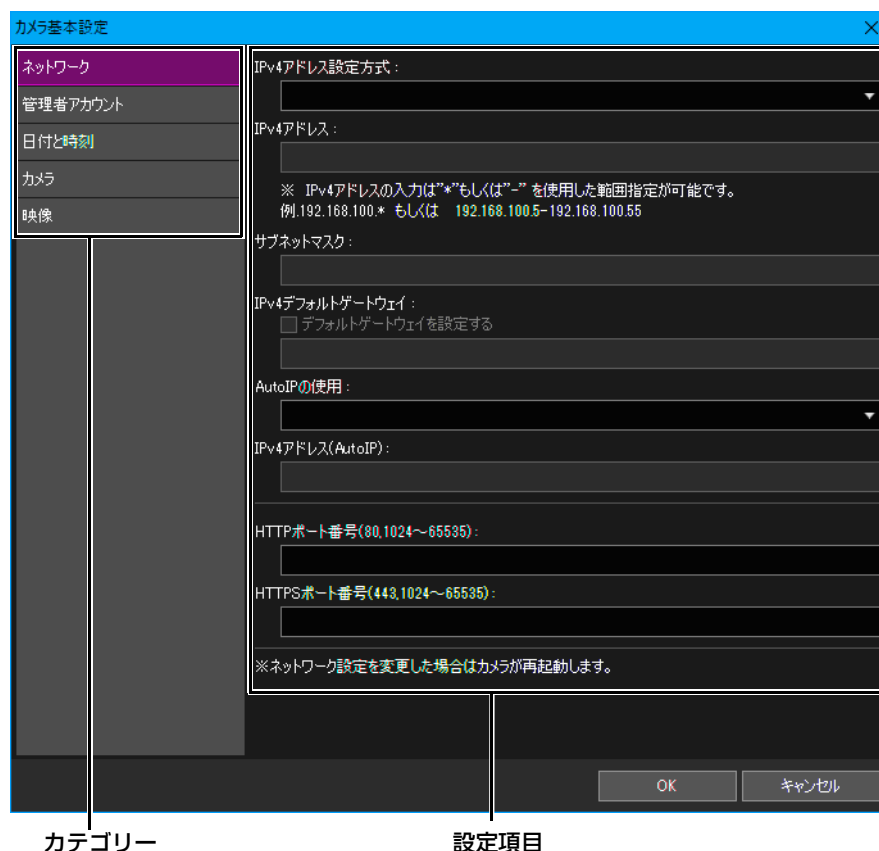 カメラ基本設定
ネットワーク
管理者アカウント
日付と時刻
カメラ
映像
IPv4アドレス設定方式:
IPv4アドレス:
※ IPv4アドレスの入力は"*"もしくは"-" を使用した範囲指定が可能です。
例.192.168.100.* もしくは 192.168.100.5-192.168.100.55
サブネットマスク:
IPv4デフォルトゲートウェイ:
デフォルトゲートウェイを設定する
AutoIPの使用:
IPv4アドレス(AutoIP):
HTTPポート番号(80,1024～65535):
HTTPSポート番号(443,1024～65535):
※ネットワーク設定を変更した場合はカメラが再起動します。
OK
キャンセル
カテゴリー
設定項目